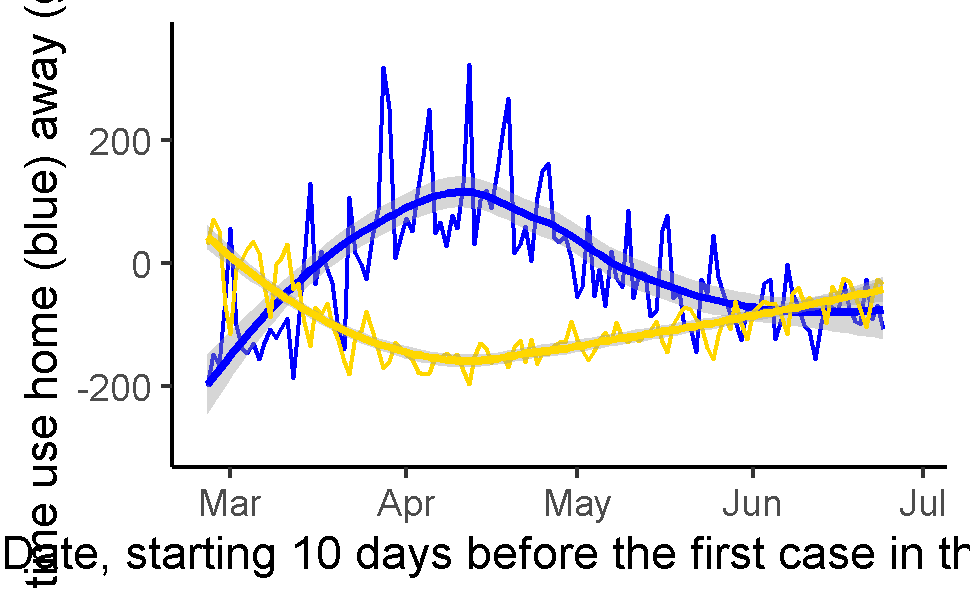 time use home (blue) away (
200
0
-200
Mar Apr May Jun Jul
Date, starting 10 days before the first case in th